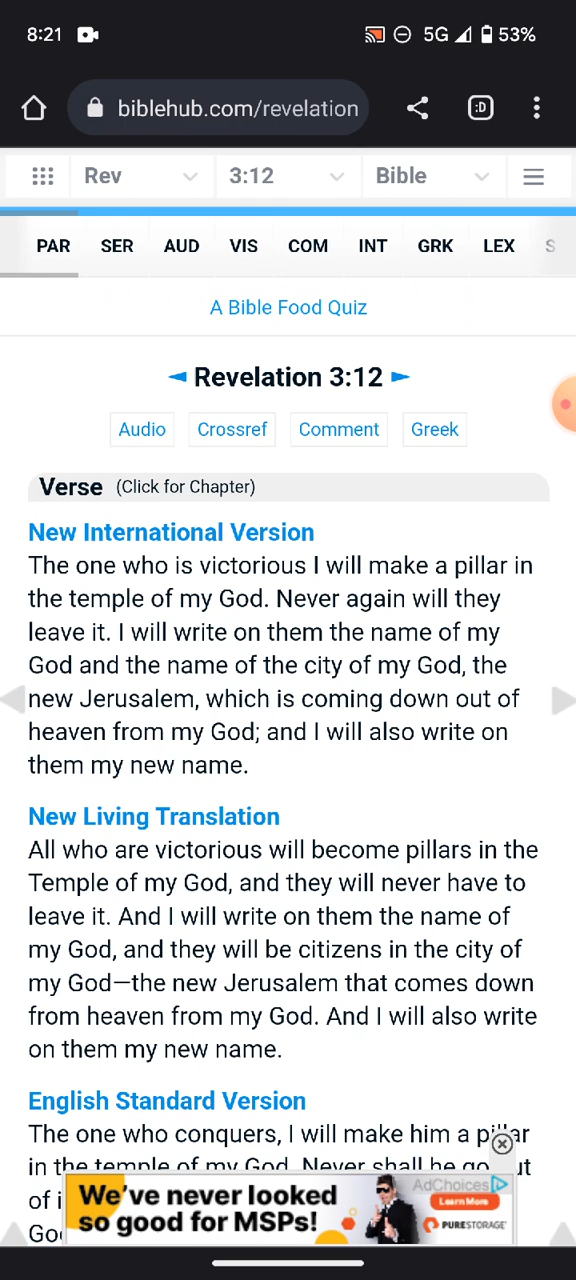 8:21 5G 53%
biblehub.com/revelation
Rev 3:12 Bible
PAR SER AUD VIS COM INT GRK LEX S
A Bible Food Quiz
Revelation 3:12
Audio Crossref Comment Greek
Verse (Click for Chapter)
New International Version
The one who is victorious I will make a pillar in
the temple of my God. Never again will they
leave it. I will write on them the name of my
God and the name of the city of my God, the
new Jerusalem, which is coming down out of
heaven from my God; and I will also write on
them my new name.
New Living Translation
All who are victorious will become pillars in the
Temple of my God, and they will never have to
leave it. And I will write on them the name of
my God, and they will be citizens in the city of
my God—the new Jerusalem that comes down
from heaven from my God. And I will also write
on them my new name.
English Standard Version
The one who conquers, I will make him a pillar
in the temple of my God. Never shall he go
of
We've never looked
so good for MSPs!
AdChoices
Learn More
PURESTORAGE